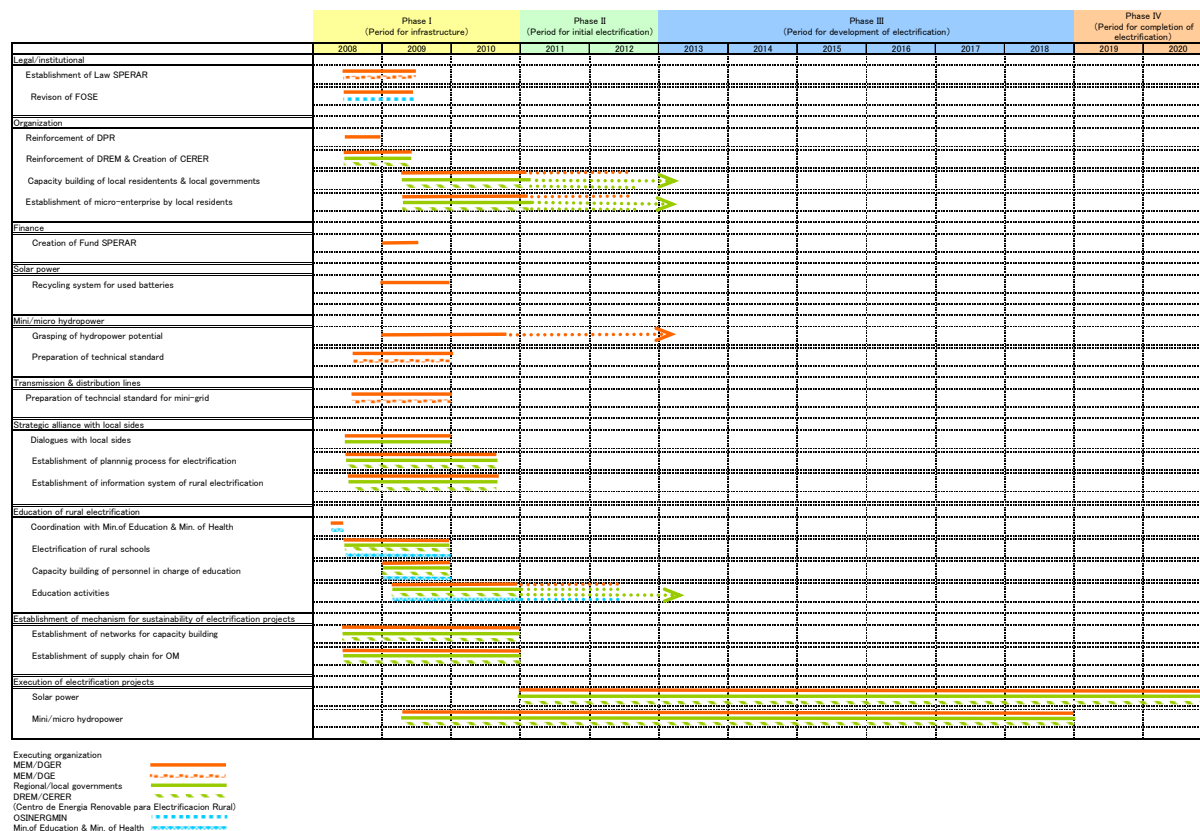 Phase I
(Period for infrastructure)
Phase II
(Period for initial electrification)
Phase III
(Period for development of electrification)
Phase IV
(Period for completion of
electrification)
2008 2009 2010 2011 2012 2013 2014 2015 2016 2017 2018 2019 2020
Legal/institutional
Establishment of Law SPERAR
Revison of FOSE
Organization
Reinforcement of DPR
Reinforcement of DREM & Creation of CERER
Capacity building of local residentents & local governments
Establishment of micro-enterprise by local residents
Finance
Creation of Fund SPERAR
Solar power
Recycling system for used batteries
Mini/micro hydropower
Grasping of hydropower potential
Preparation of technical standard
Transmission & distribution lines
Preparation of techncial standard for mini-grid
Strategic alliance with local sides
Dialogues with local sides
Establishment of plannnig process for electrification
Establishment of information system of rural electrification
Education of rural electrification
Coordination with Min.of Education & Min. of Health
Electrification of rural schools
Capacity building of personnel in charge of education
Education activities
Establishment of mechanism for sustainability of electrification projects
Establishment of networks for capacity building
Establishment of supply chain for OM
Execution of electrification projects
Solar power
Mini/micro hydropower
Executing organization
MEM/DGER
MEM/DGE
Regional/local governments
DREM/CERER
(Centro de Energia Renovable para Electrificacion Rural)
OSINERGMIN
Min.of Education & Min. of Health